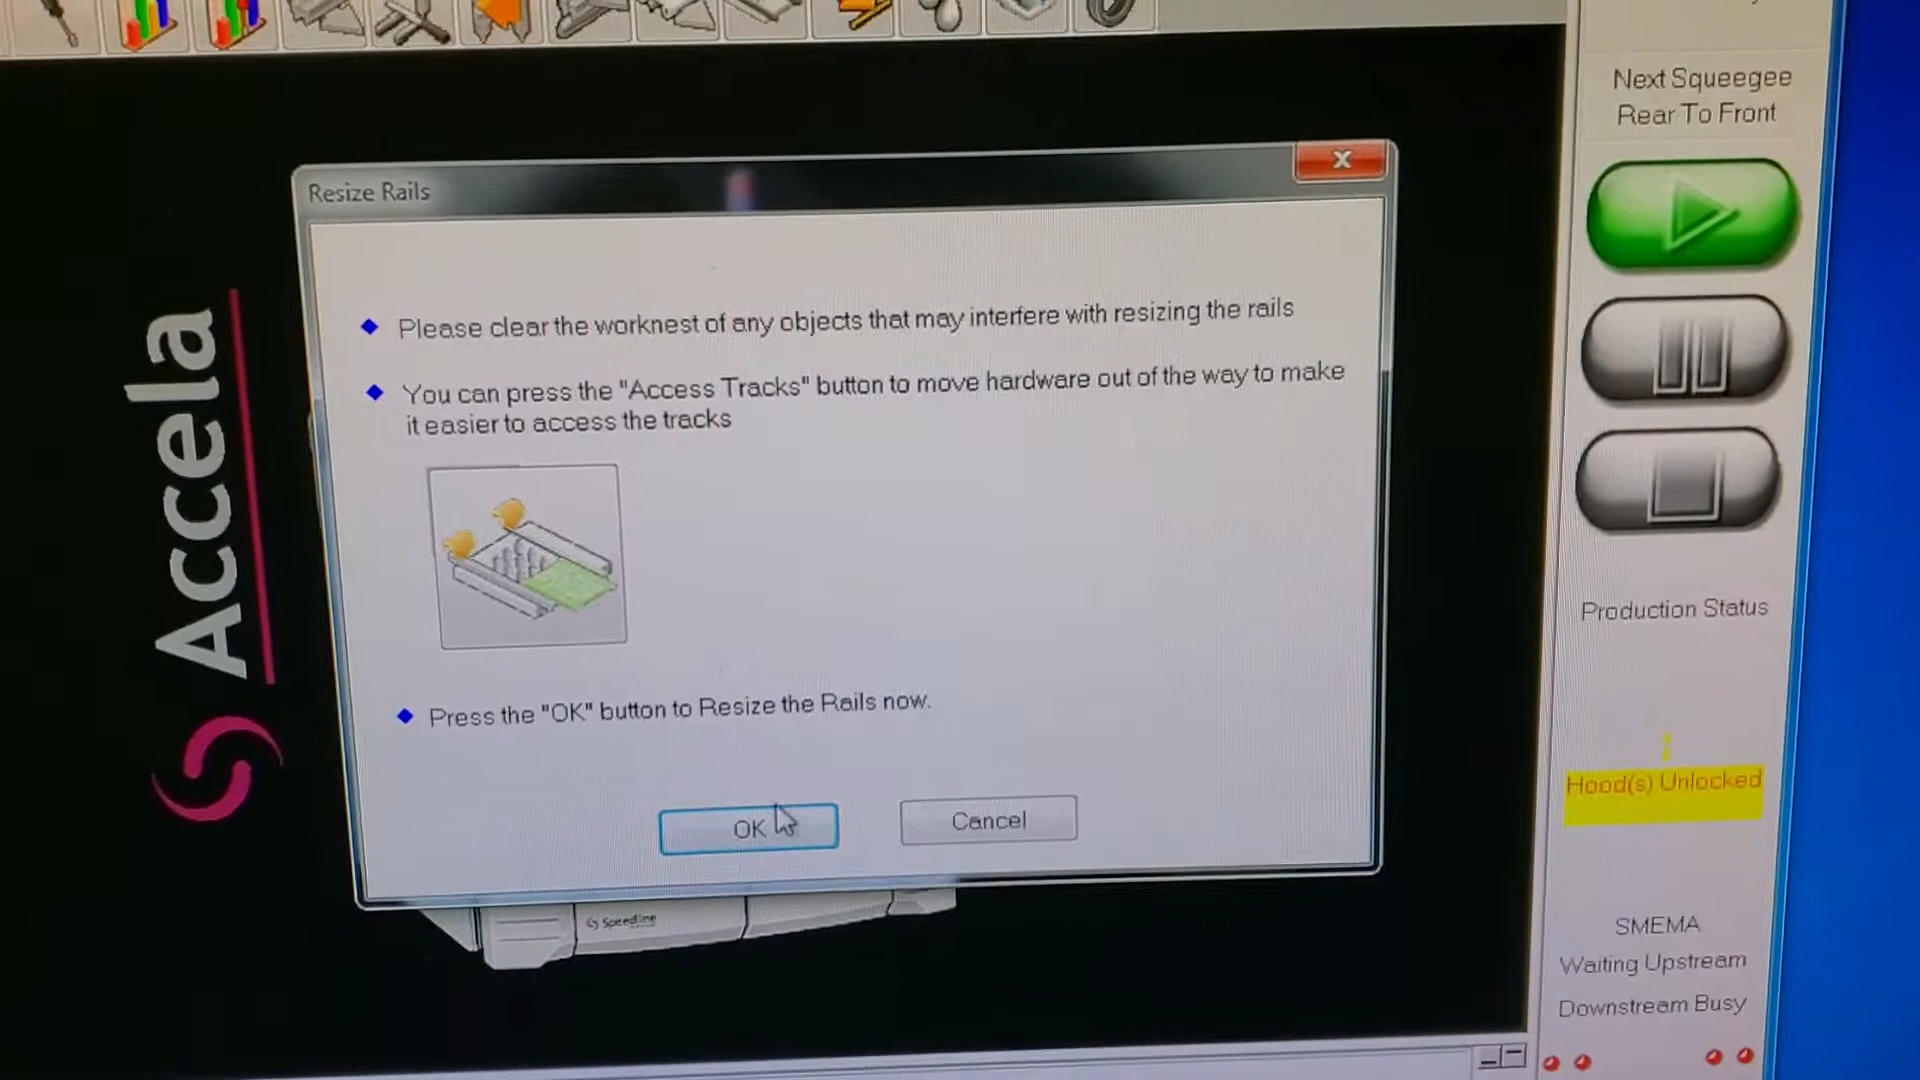 Next Squeegee
Rear To Front
Resize Rails
Please clear the worknest of any objects that may interfere with resizing the rails
You can press the "Access Tracks" button to move hardware out of the way to make
it easier to access the tracks
Press the "OK" button to Resize the Rails now.
OK
Cancel
Accela
Speedline
Production Status
Hood(s) Unlocked
SMEMA
Waiting Upstream
Downstream Busy